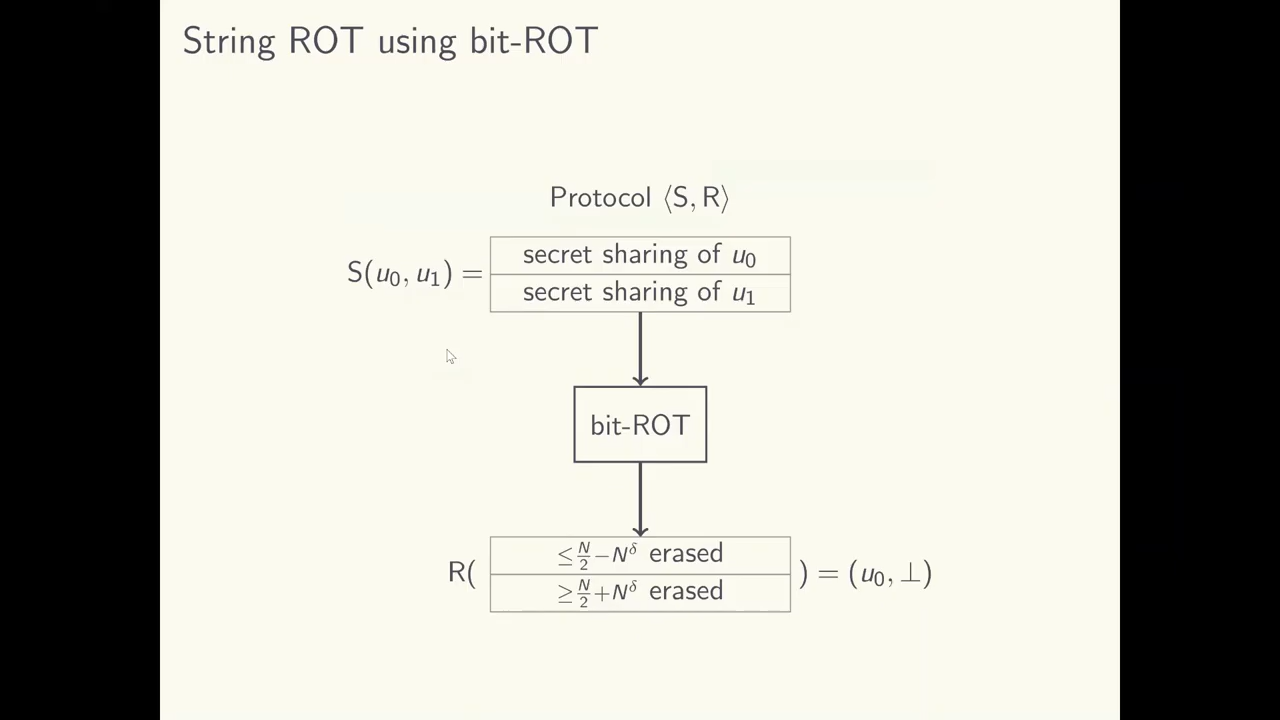 String ROT using bit-ROT
Protocol ⟨S, R⟩
S(u₀, u₁) =
secret sharing of u₀
secret sharing of u₁
bit-ROT
R( ≤ N/2 − N^δ erased
≥ N/2 + N^δ erased ) = (u₀, ⊥)